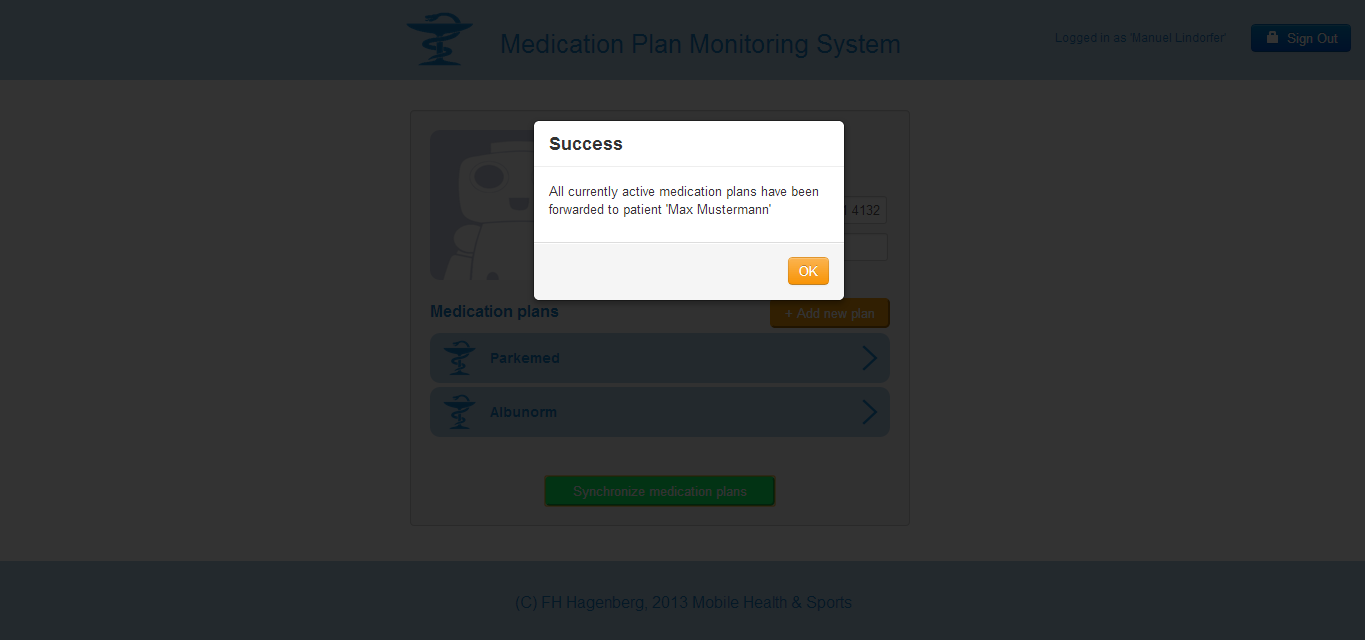 Medication Plan Monitoring System
Logged in as 'Manuel Lindorfer'
Sign Out
Success
All currently active medication plans have been
forwarded to patient 'Max Mustermann'
4132
OK
Medication plans
+ Add new plan
Parkemed
Albunorm
Synchronize medication plans
(C) FH Hagenberg, 2013 Mobile Health & Sports